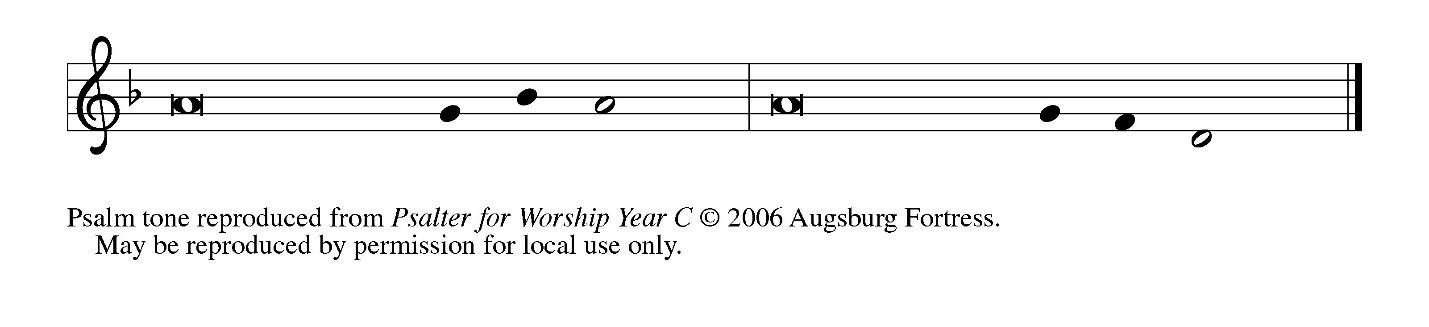 Psalm tone reproduced from Psalter for Worship Year C © 2006 Augsburg Fortress.
May be reproduced by permission for local use only.